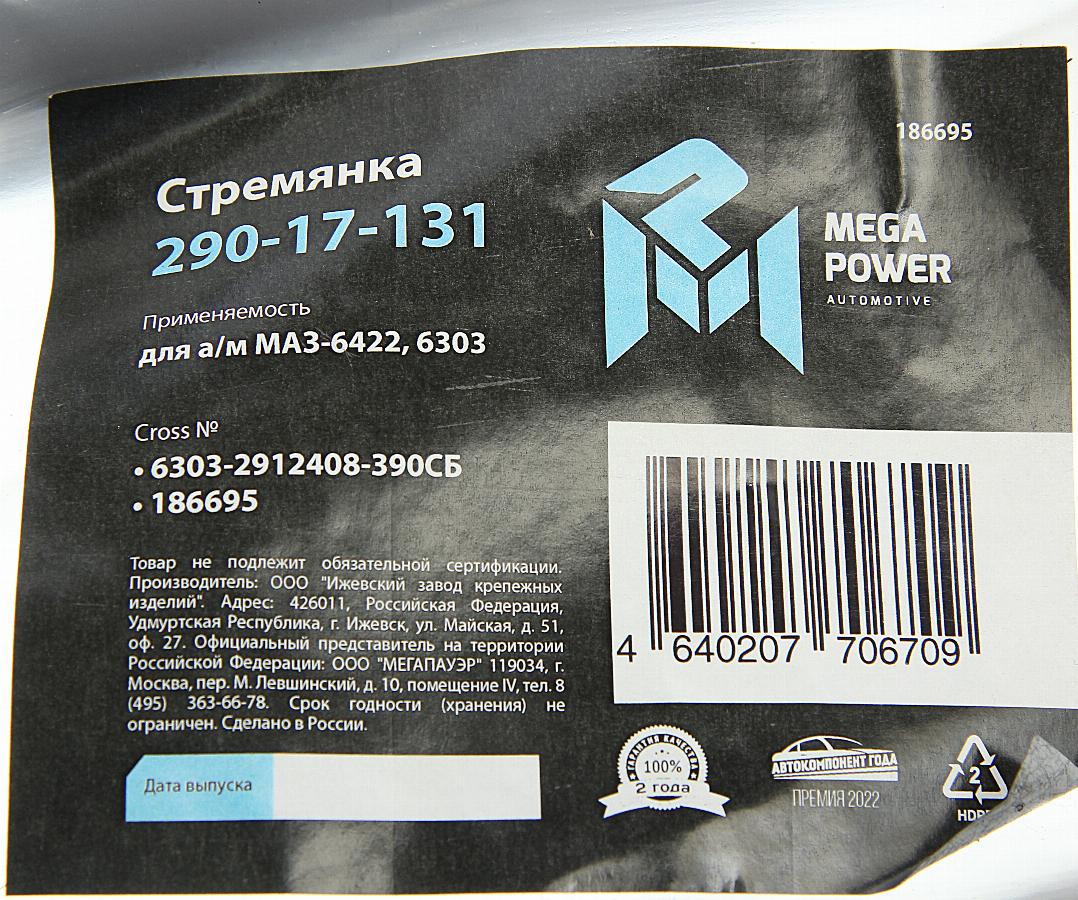 186695
Стремянка
290-17-131
MEGA
POWER
AUTOMOTIVE
Применяемость
для а/м МАЗ-6422, 6303
Cross №
• 6303-2912408-390СБ
• 186695
Товар не подлежит обязательной сертификации.
Производитель: ООО "Ижевский завод крепежных
изделий". Адрес: 426011, Российская Федерация,
Удмуртская Республика, г. Ижевск, ул. Майская, д. 51,
оф. 27. Официальный представитель на территории
Российской Федерации: ООО "МЕГАПАУЭР" 119034, г.
Москва, пер. М. Левшинский, д. 10, помещение IV, тел. 8
(495) 363-66-78. Срок годности (хранения) не
ограничен. Сделано в России.
4 640207 706709
Дата выпуска
ГАРАНТИЯ КАЧЕСТВА
100%
2 года
АВТОКОМПОНЕНТ ГОДА
ПРЕМИЯ 2022
2